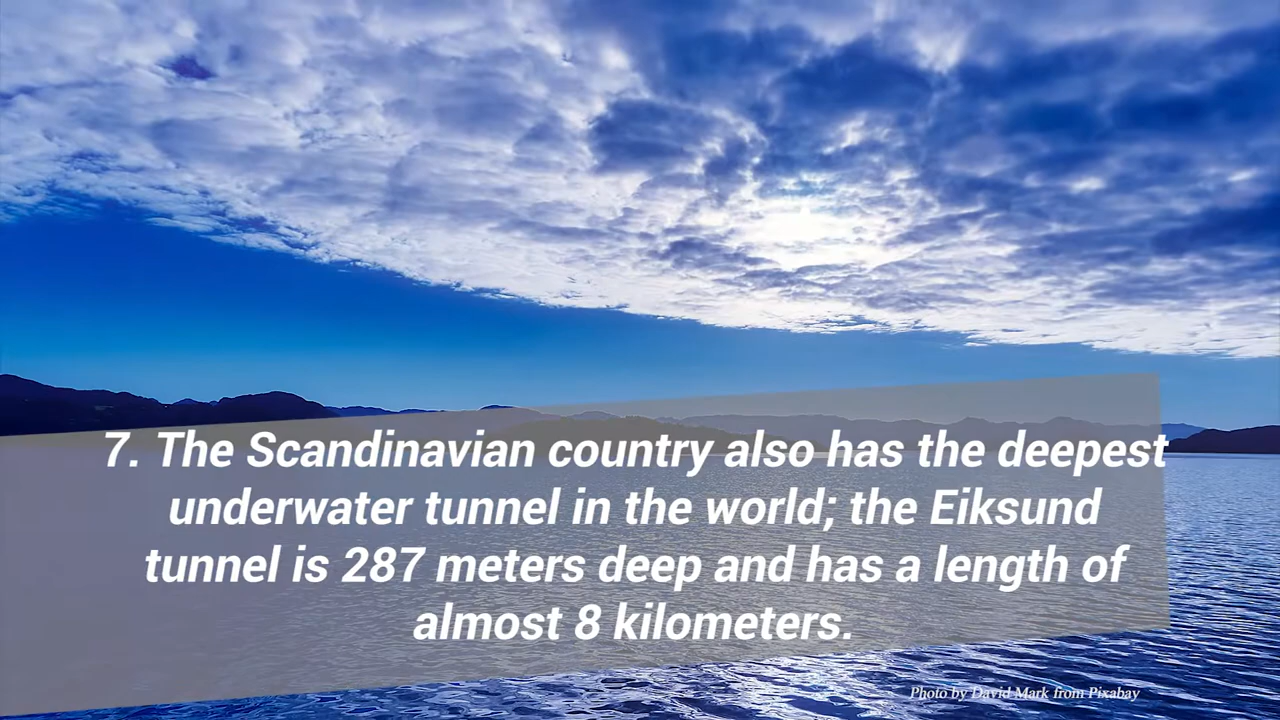 7. The Scandinavian country also has the deepest
underwater tunnel in the world; the Eiksund
tunnel is 287 meters deep and has a length of
almost 8 kilometers.
Photo by David Mark from Pixabay